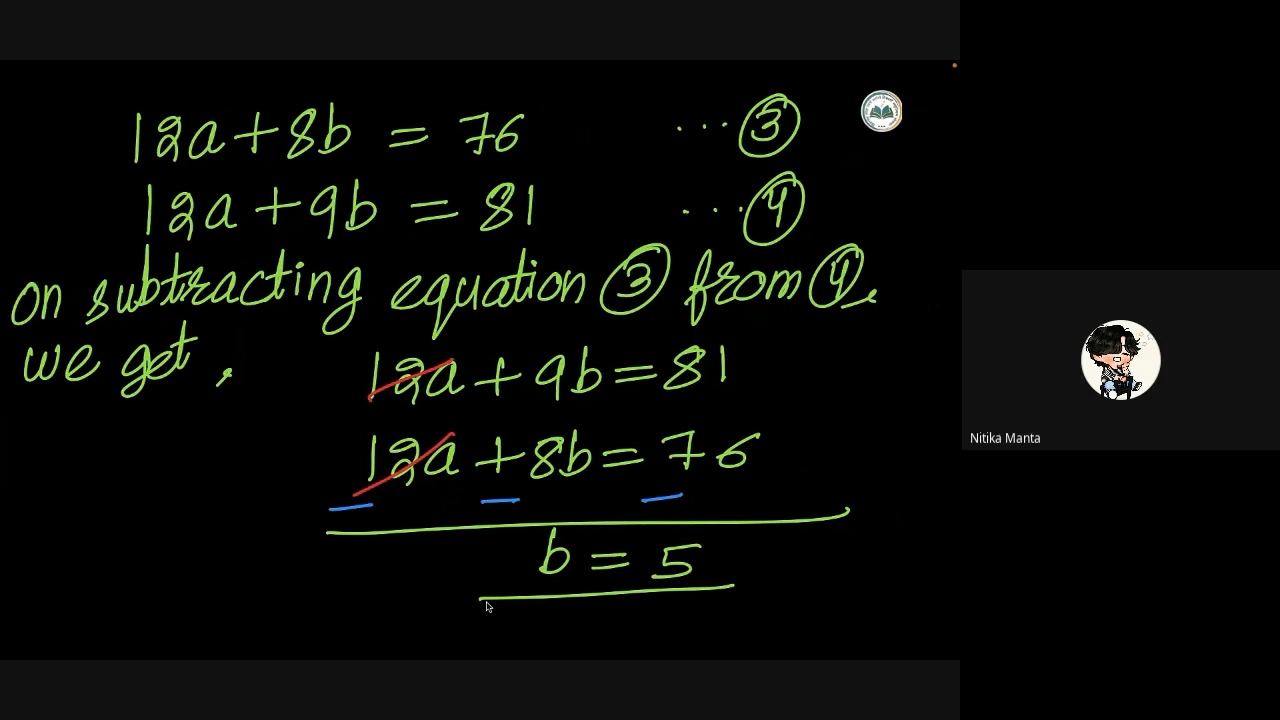 12a + 8b = 76 ... ③
12a + 9b = 81 ... ④
on subtracting equation ③ from ④,
we get,
12a + 9b = 81
12a + 8b = 76
b = 5
Nitika Manta